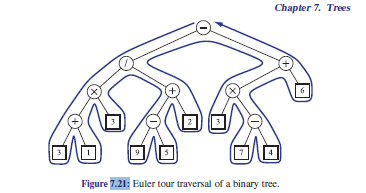 Chapter 7. Trees
−
/ +
× + × 6
+ 3 − 2 3 −
3 1 9 5 7 4
Figure 7.21: Euler tour traversal of a binary tree.